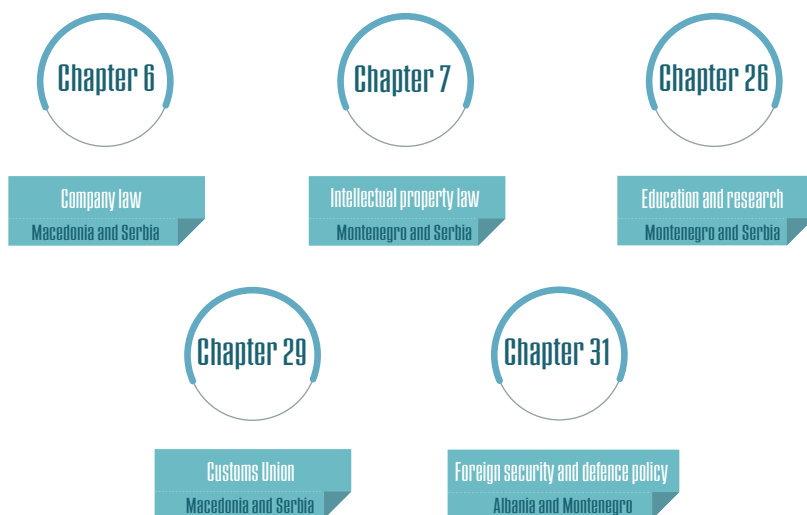 Chapter 6
Chapter 7
Chapter 26
Company law
Macedonia and Serbia
Intellectual property law
Montenegro and Serbia
Education and research
Montenegro and Serbia
Chapter 29
Chapter 31
Customs Union
Macedonia and Serbia
Foreign security and defence policy
Albania and Montenegro